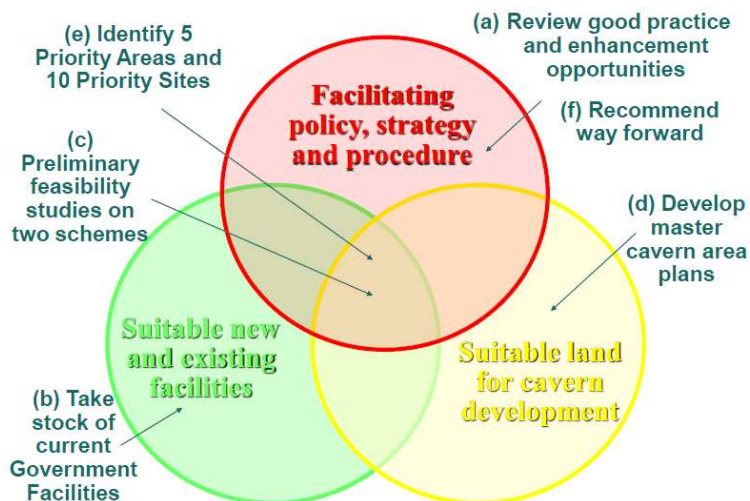 (e) Identify 5
Priority Areas and
10 Priority Sites
(a) Review good practice
and enhancement
opportunities
Facilitating
policy, strategy
and procedure
(f) Recommend
way forward
(c)
Preliminary
feasibility
studies on
two schemes
(d) Develop
master
cavern area
plans
Suitable new
and existing
facilities
Suitable land
for cavern
development
(b) Take
stock of
current
Government
Facilities